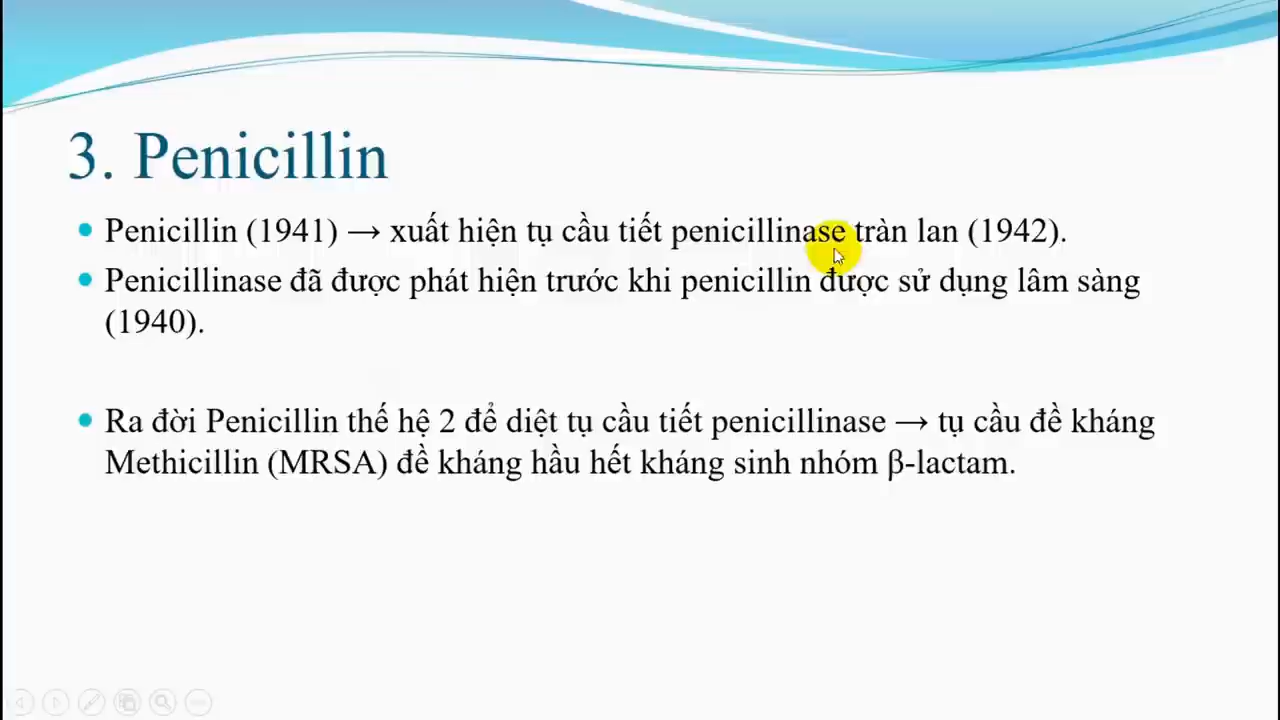 3. Penicillin
• Penicillin (1941) → xuất hiện tụ cầu tiết penicillinase tràn lan (1942).
• Penicillinase đã được phát hiện trước khi penicillin được sử dụng lâm sàng
(1940).
• Ra đời Penicillin thế hệ 2 để diệt tụ cầu tiết penicillinase → tụ cầu đề kháng
Methicillin (MRSA) đề kháng hầu hết kháng sinh nhóm β-lactam.